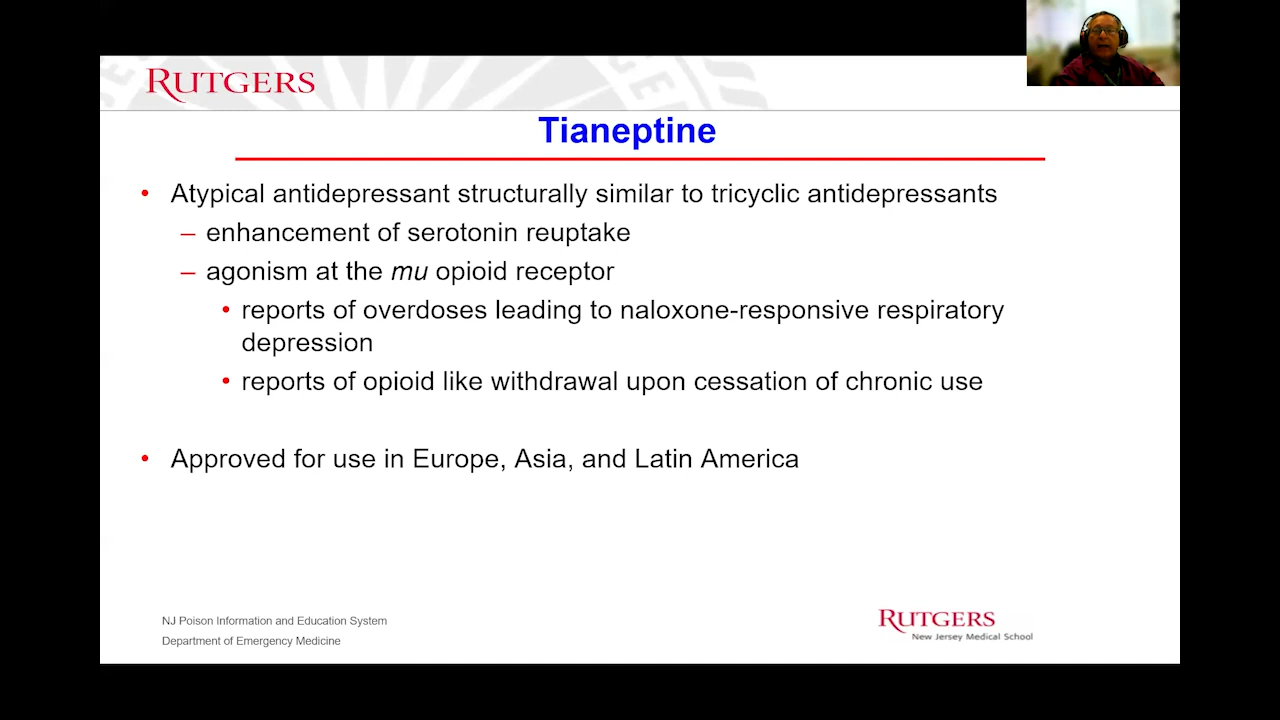 RUTGERS
Tianeptine
• Atypical antidepressant structurally similar to tricyclic antidepressants
– enhancement of serotonin reuptake
– agonism at the mu opioid receptor
• reports of overdoses leading to naloxone-responsive respiratory
depression
• reports of opioid like withdrawal upon cessation of chronic use
• Approved for use in Europe, Asia, and Latin America
NJ Poison Information and Education System
Department of Emergency Medicine
RUTGERS
New Jersey Medical School